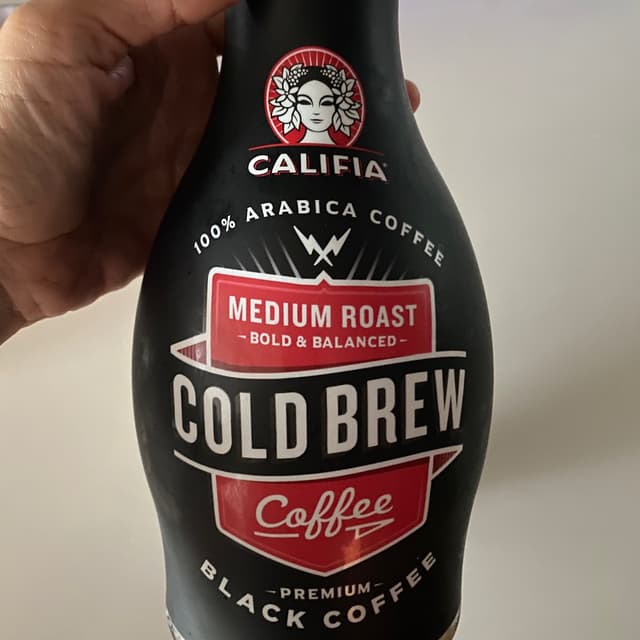 CALIFIA
100% ARABICA COFFEE
MEDIUM ROAST
-BOLD & BALANCED-
COLD BREW
Coffee
-PREMIUM-
BLACK COFFEE